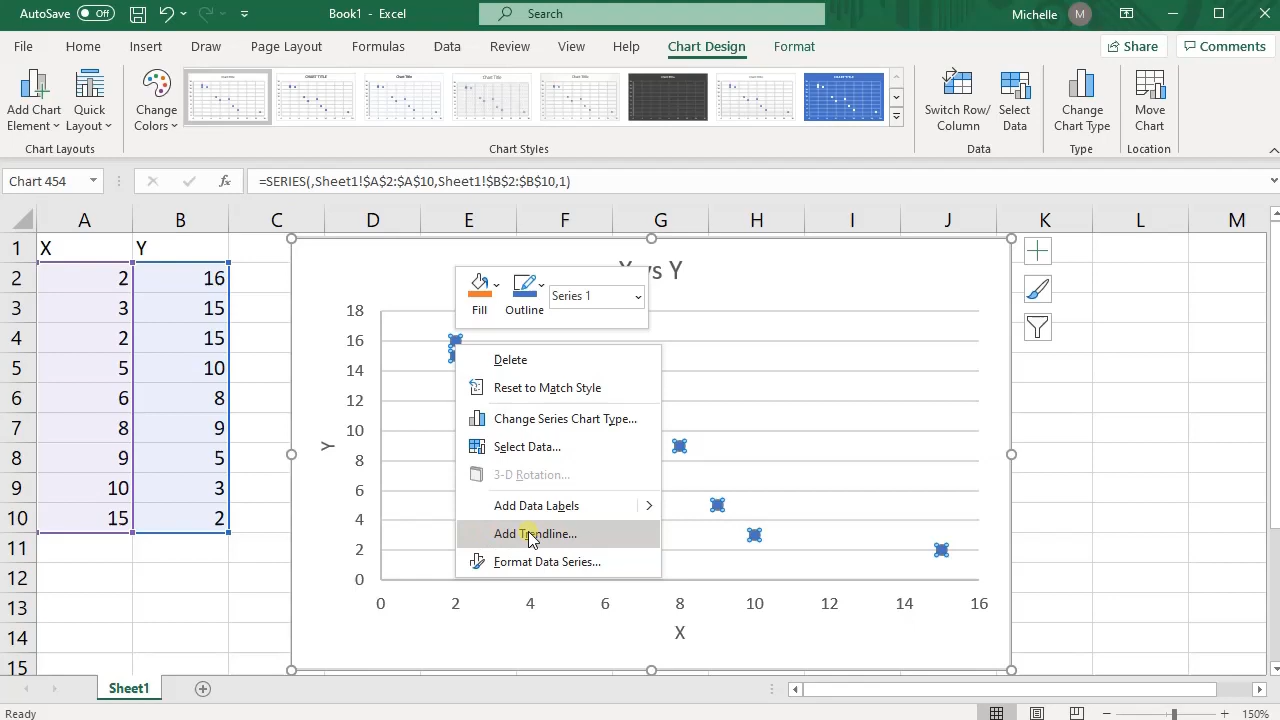 AutoSave Off Book1 - Excel Search Michelle M
File Home Insert Draw Page Layout Formulas Data Review View Help Chart Design Format Share Comments
Add Chart Element Quick Layout Change Colors Switch Row/ Column Select Data Change Chart Type Move Chart
Chart Layouts Chart Styles Data Type Location
Chart 454 fx =SERIES(,Sheet1!$A$2:$A$10,Sheet1!$B$2:$B$10,1)
A B C D E F G H I J K L M
1 X Y
2 2 16
3 3 15
4 2 15
5 5 10
6 6 8
7 8 9
8 9 5
9 10 3
10 15 2
11
12
13
14
15
vs Y
Fill Outline Series 1
Delete
Reset to Match Style
Change Series Chart Type...
Select Data...
3-D Rotation...
Add Data Labels
Add Trendline...
Format Data Series...
18
16
14
12
10
8
6
4
2
0
Y
0 2 4 6 8 10 12 14 16
X
Sheet1
Ready 150%